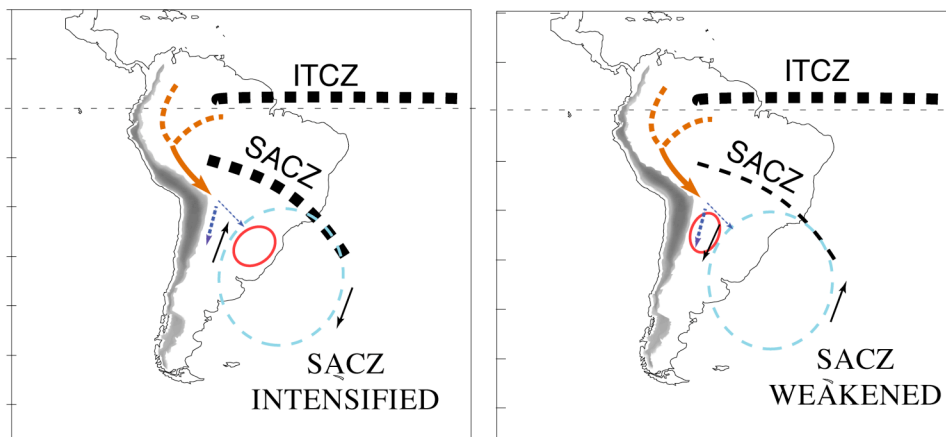 ITCZ
SACZ
SACZ
INTENSIFIED
ITCZ
SACZ
SACZ
WEAKENED